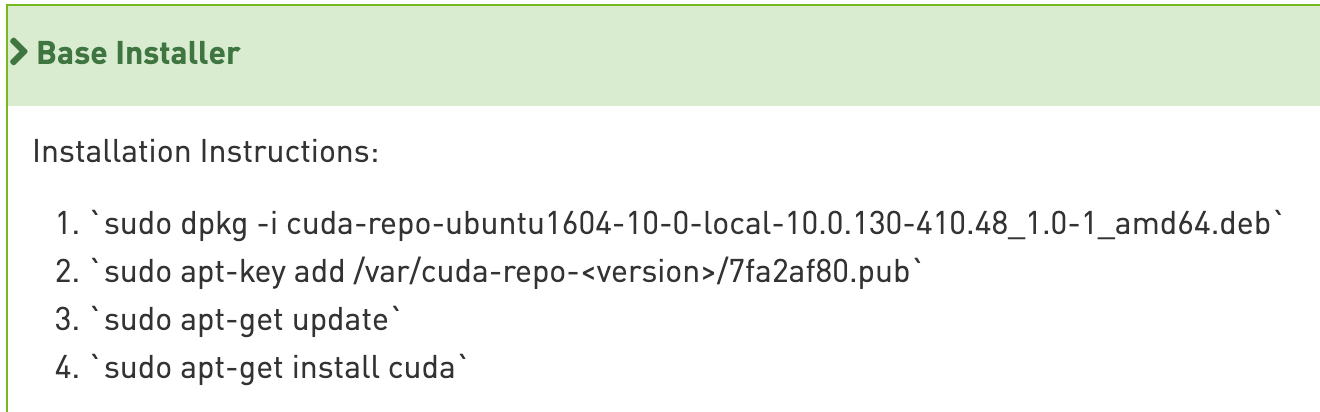 Base Installer
Installation Instructions:
1. `sudo dpkg -i cuda-repo-ubuntu1604-10-0-local-10.0.130-410.48_1.0-1_amd64.deb`
2. `sudo apt-key add /var/cuda-repo-<version>/7fa2af80.pub`
3. `sudo apt-get update`
4. `sudo apt-get install cuda`